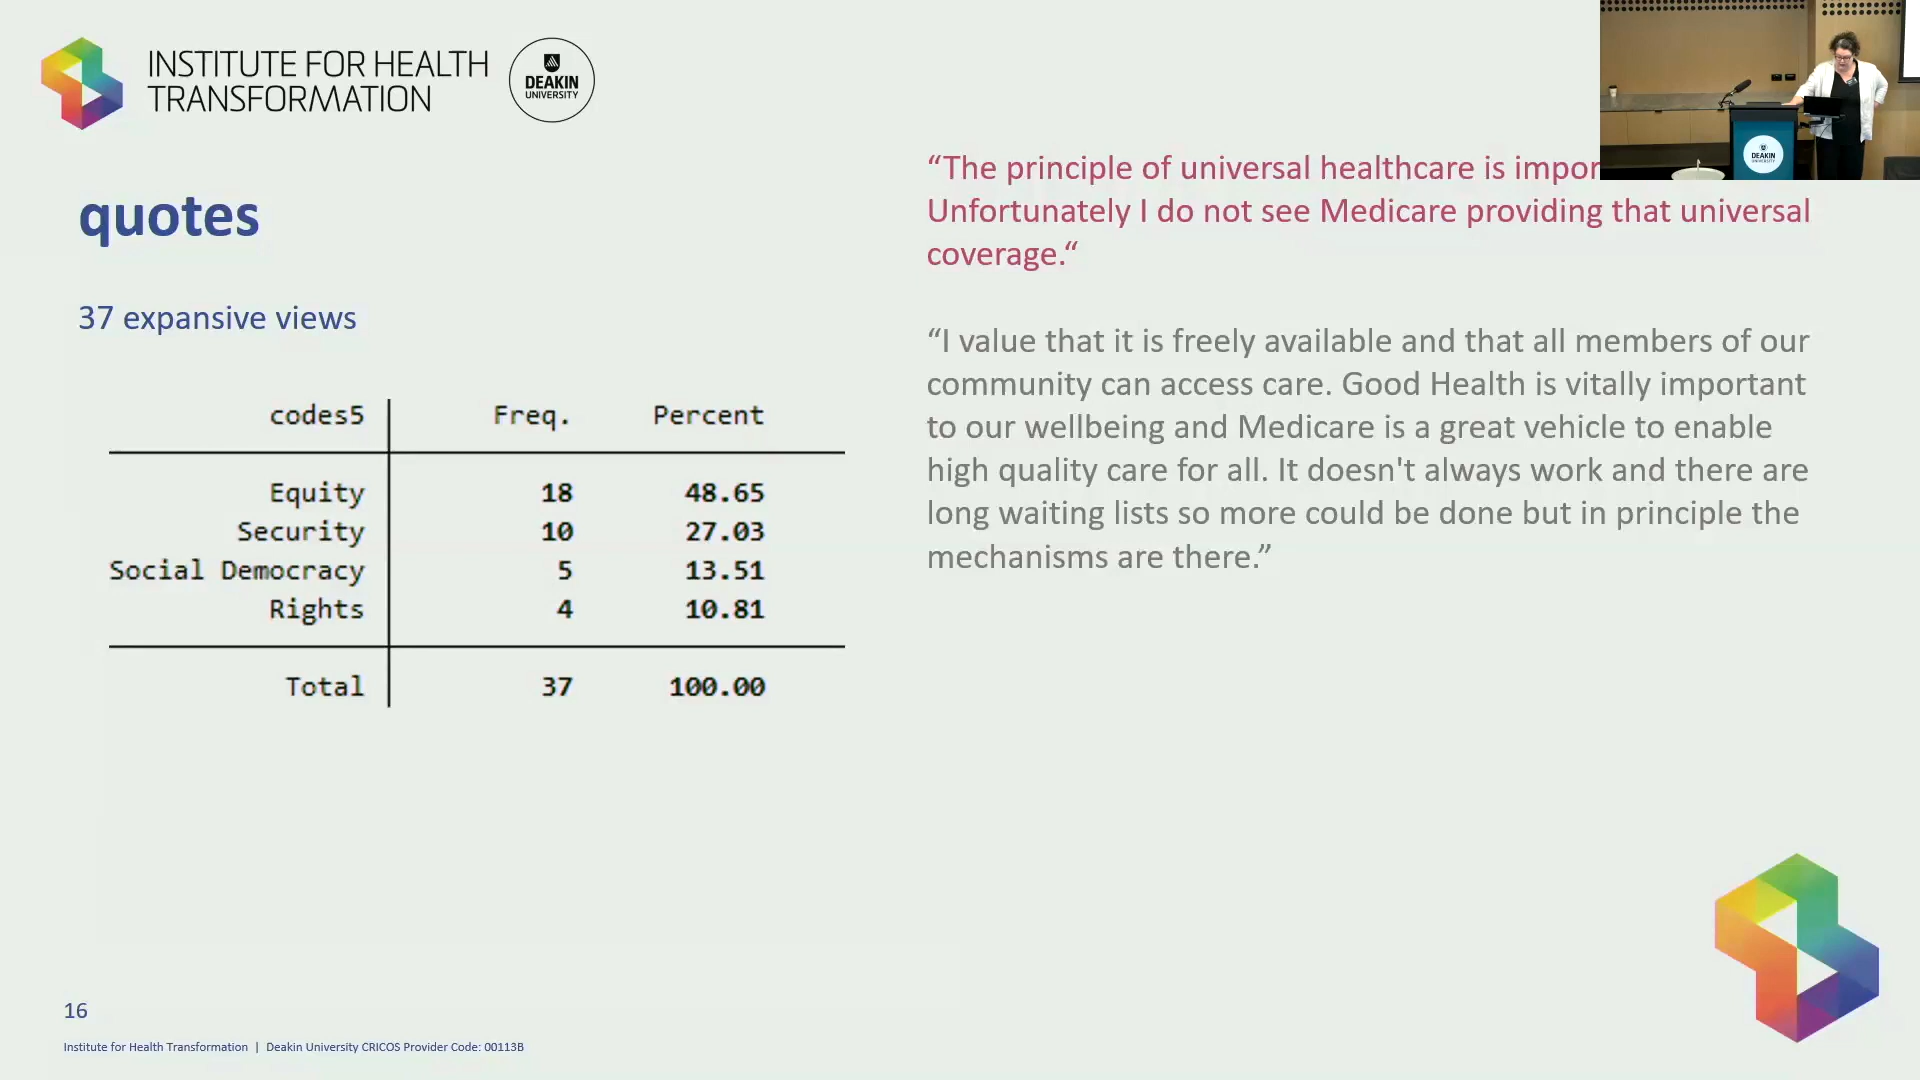 INSTITUTE FOR HEALTH
TRANSFORMATION
DEAKIN
UNIVERSITY
quotes
37 expansive views
codes5 Freq. Percent
Equity 18 48.65
Security 10 27.03
Social Democracy 5 13.51
Rights 4 10.81
Total 37 100.00
“The principle of universal healthcare is
Unfortunately I do not see Medicare providing that universal
coverage.“
“I value that it is freely available and that all members of our
community can access care. Good Health is vitally important
to our wellbeing and Medicare is a great vehicle to enable
high quality care for all. It doesn't always work and there are
long waiting lists so more could be done but in principle the
mechanisms are there.”
DEAKIN
UNIVERSITY
16
Institute for Health Transformation | Deakin University CRICOS Provider Code: 00113B